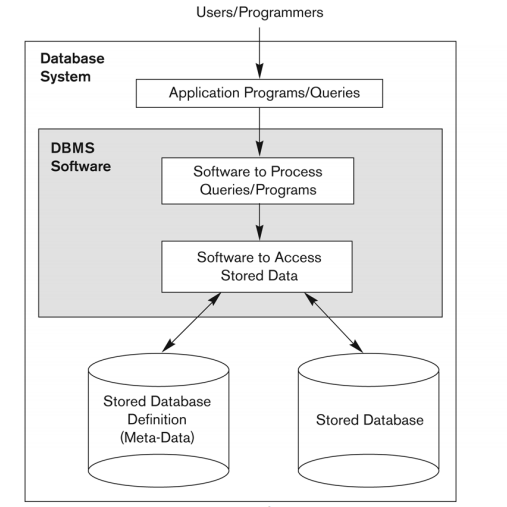 Users/Programmers
Database
System
Application Programs/Queries
DBMS
Software
Software to Process
Queries/Programs
Software to Access
Stored Data
Stored Database
Definition
(Meta-Data)
Stored Database